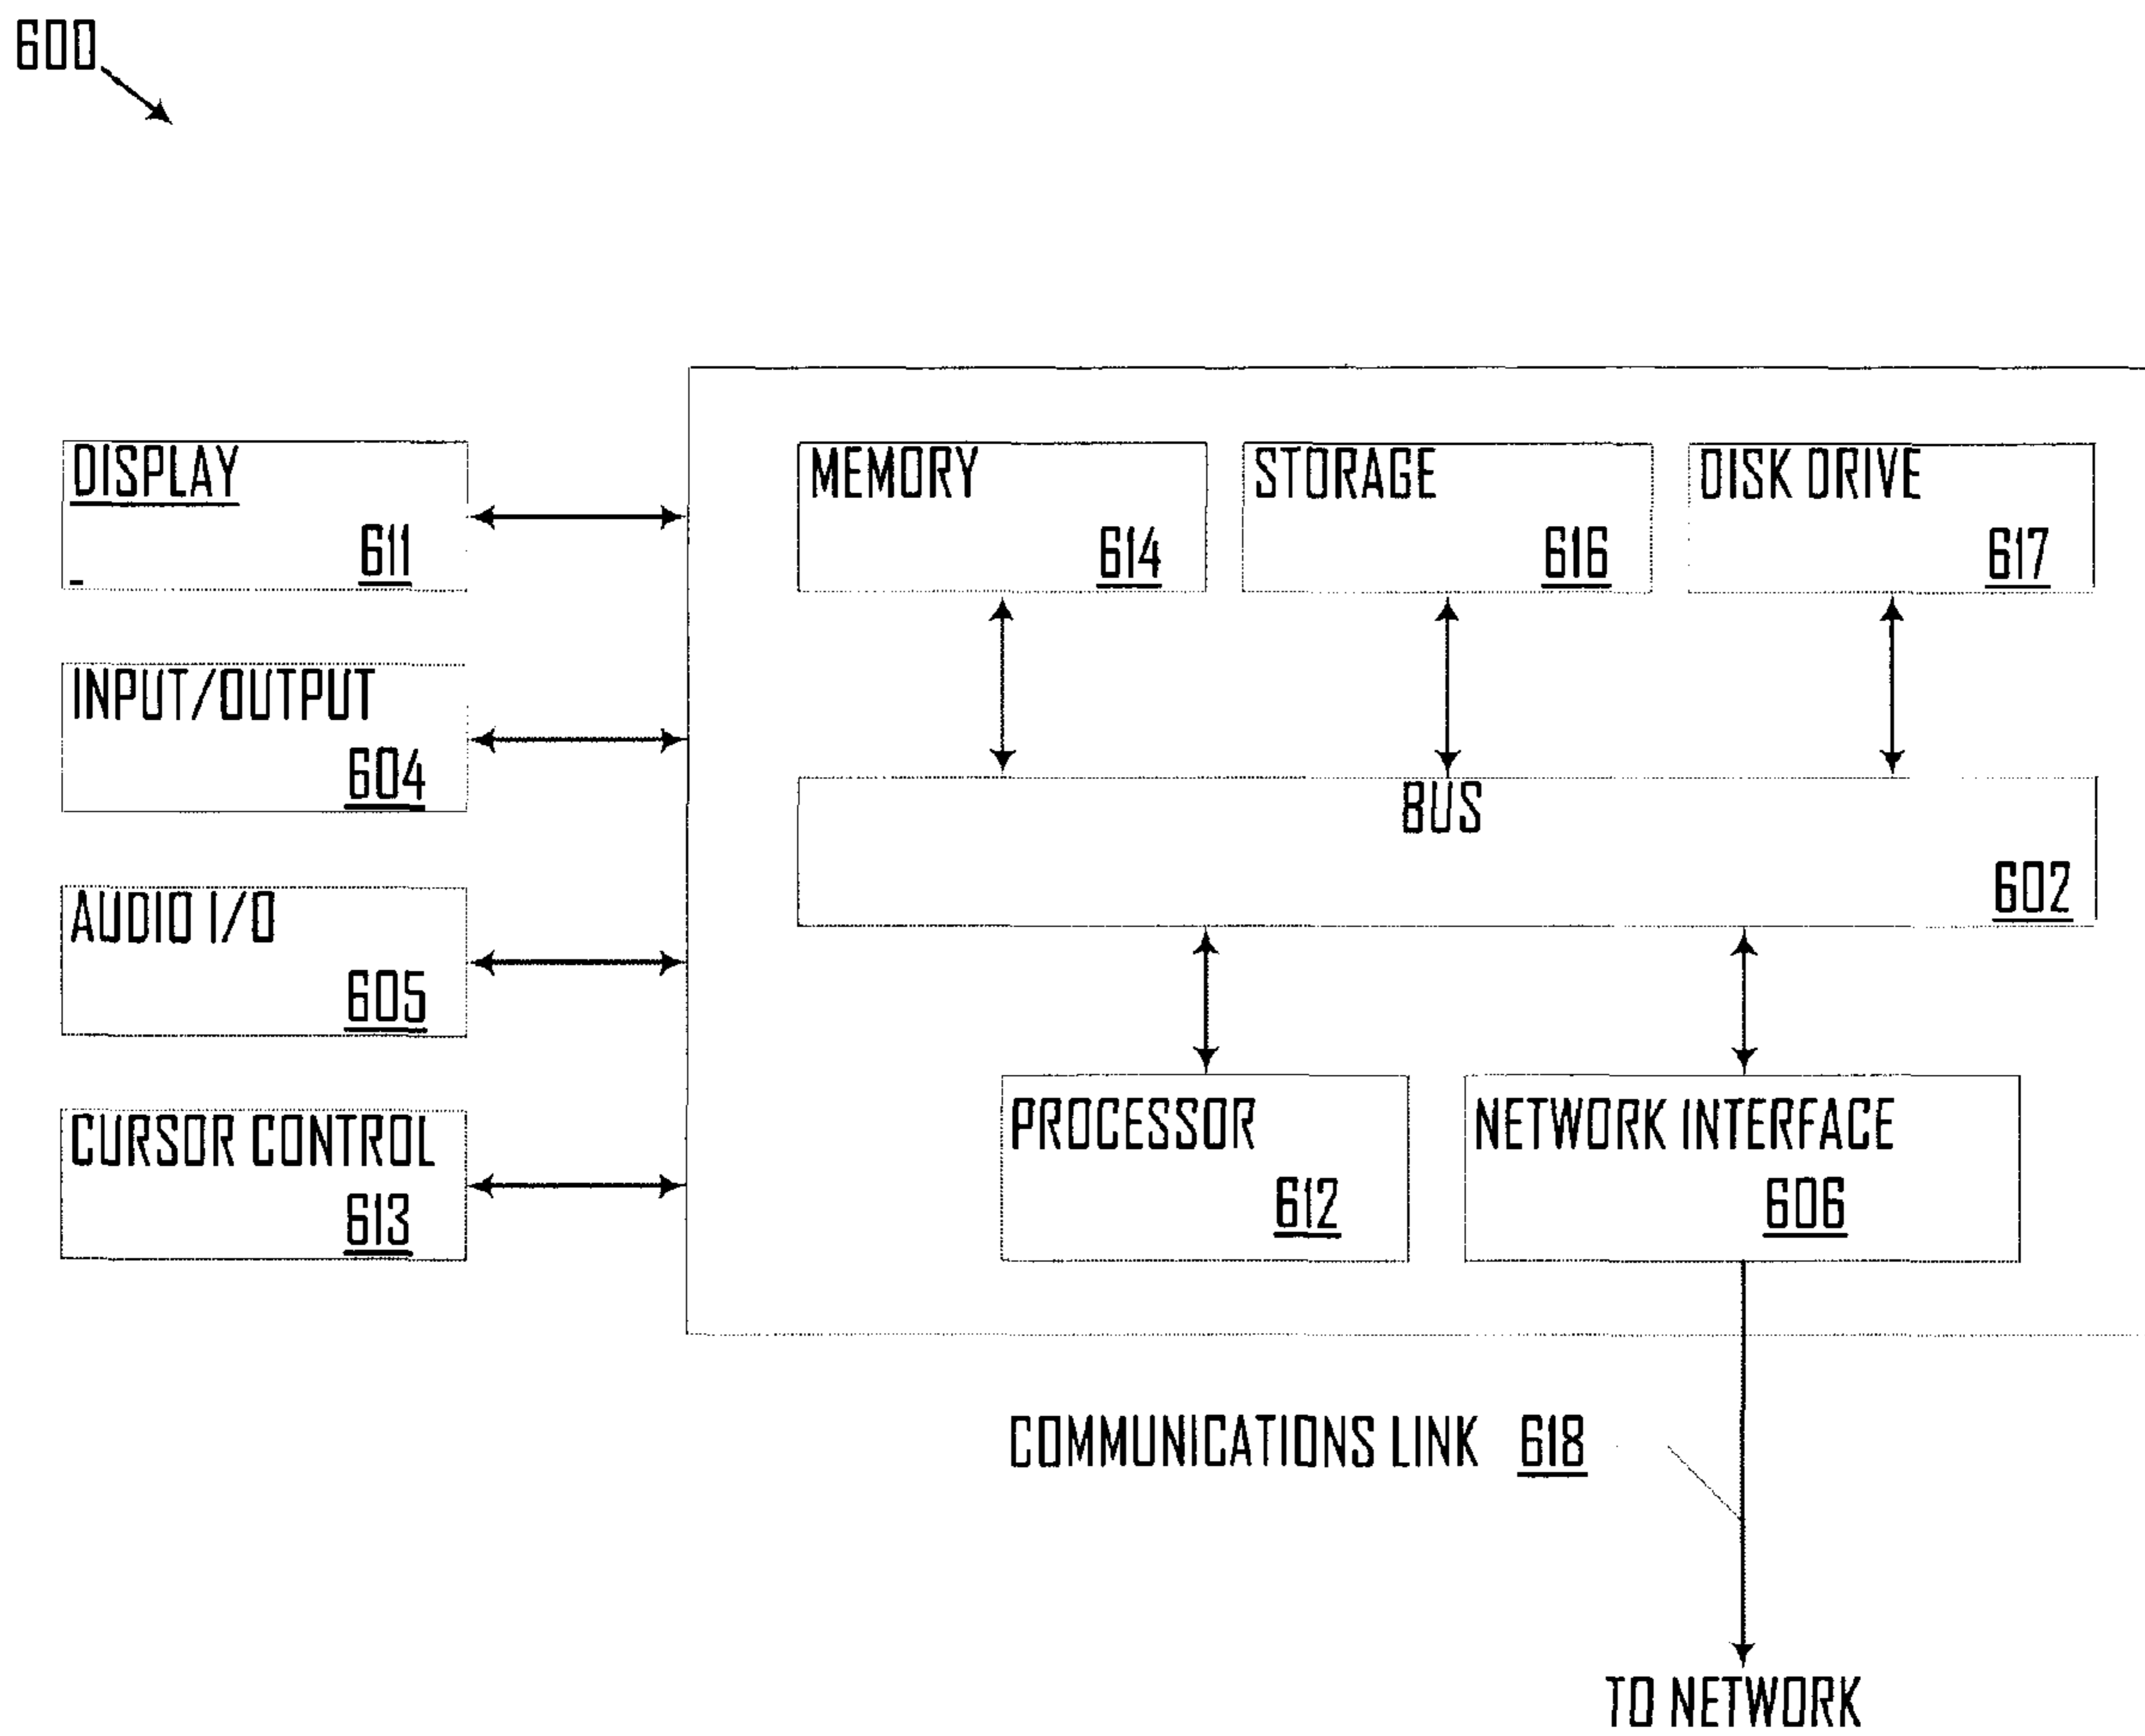 600
DISPLAY
611
INPUT/OUTPUT
604
AUDIO I/O
605
CURSOR CONTROL
613
MEMORY
614
STORAGE
616
DISK DRIVE
617
BUS
602
PROCESSOR
612
NETWORK INTERFACE
606
COMMUNICATIONS LINK 618
TO NETWORK